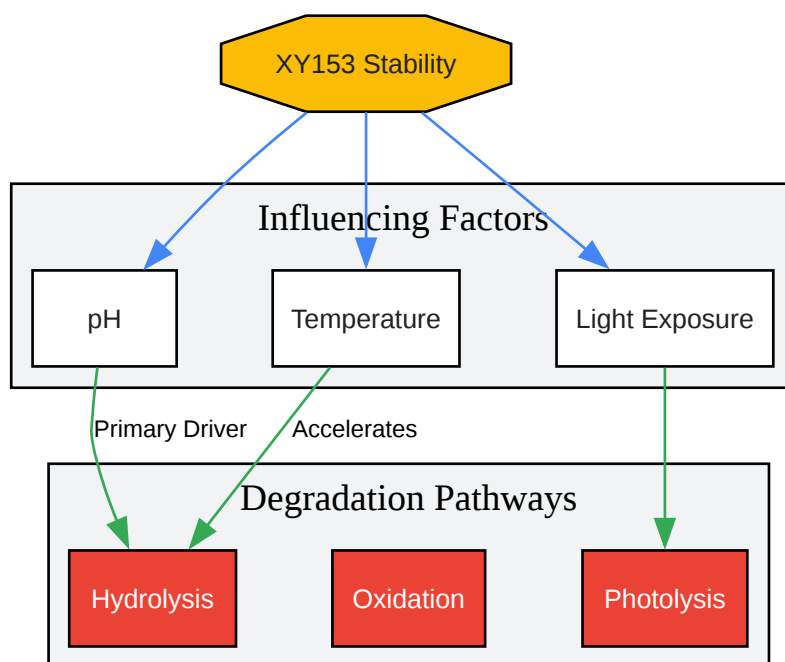 XY153 Stability
Influencing Factors
pH
Temperature
Light Exposure
Primary Driver
Accelerates
Degradation Pathways
Hydrolysis
Oxidation
Photolysis